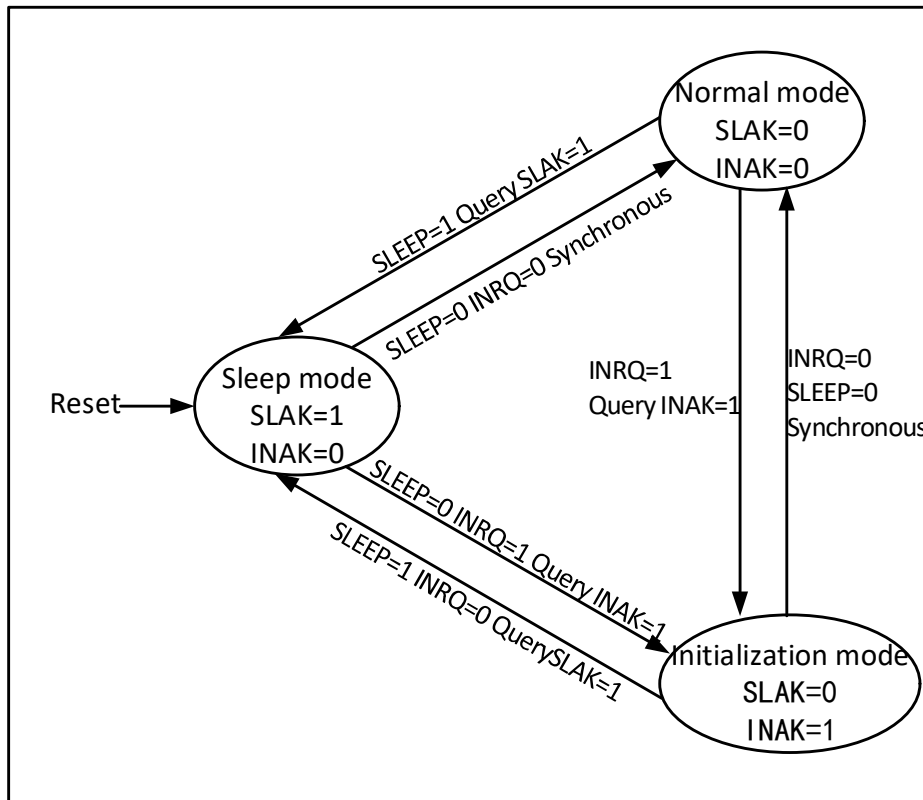 Normal mode
SLAK=0
INAK=0
SLEEP=1 Query SLAK=1
SLEEP=0 INRQ=0 Synchronous
INRQ=1
Query INAK=1
INRQ=0
SLEEP=0
Synchronous
Reset
Sleep mode
SLAK=1
INAK=0
SLEEP=0 INRQ=1 Query INAK=1
SLEEP=1 INRQ=0 QuerySLAK=1
Initialization mode
SLAK=0
INAK=1